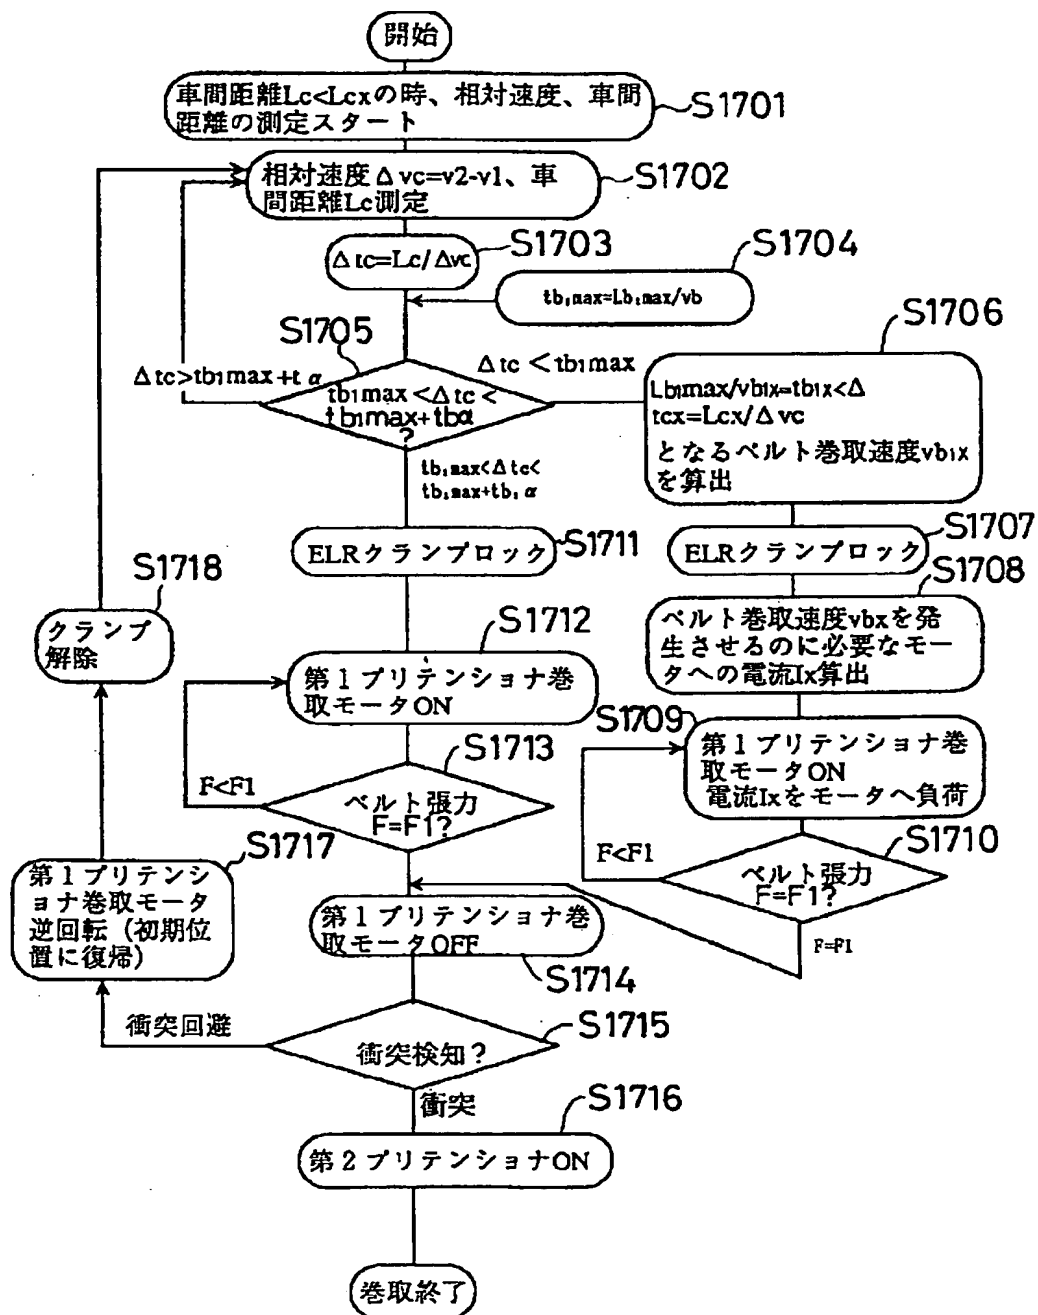 開始
車間距離Lc<Lcxの時、相対速度、車間
距離の測定スタート
S1701
相対速度Δvc=v2-v1、車
間距離Lc測定
S1702
Δtc=Lc/Δvc
S1703
S1704
tb₁max=Lb₁max/vb
S1705
Δtc>tb1max+tα
tb1max<Δtc<
tb1max+tbα
?
Δtc<tb1max
S1706
Lb1max/vb1x=tb1x<Δ
tcx=Lcx/Δvc
となるベルト巻取速度vb1x
を算出
tb₁max<Δtc<
tb₁max+tb₁α
ELRクランプロック
S1711
ELRクランプロック
S1707
S1708
ベルト巻取速度vbxを発
生させるのに必要なモー
タへの電流Ix算出
S1718
クランプ
解除
S1712
第1プリテンショナ巻
取モータON
S1709
第1プリテンショナ巻
取モータON
電流Ixをモータへ負荷
S1713
F<F1
ベルト張力
F=F1?
S1710
F<F1
ベルト張力
F=F1?
F=F1
S1717
第1プリテンシ
ョナ巻取モータ
逆回転(初期位
置に復帰)
第1プリテンショナ巻
取モータOFF
S1714
衝突回避
衝突検知?
S1715
衝突
S1716
第2プリテンショナON
巻取終了